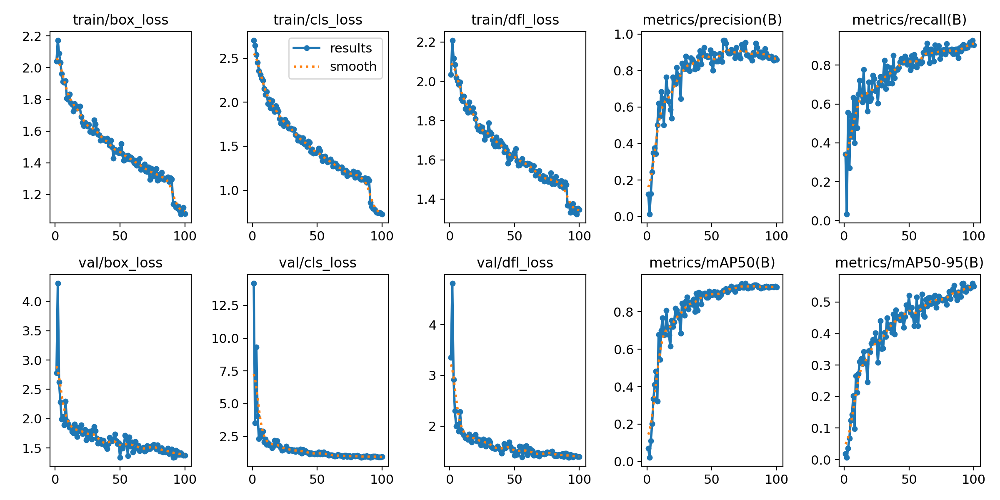 train/box_loss
2.2
2.0
1.8
1.6
1.4
1.2
0 50 100
train/cls_loss
results
smooth
2.5
2.0
1.5
1.0
0 50 100
train/dfl_loss
2.2
2.0
1.8
1.6
1.4
0 50 100
metrics/precision(B)
1.0
0.8
0.6
0.4
0.2
0.0
0 50 100
metrics/recall(B)
0.8
0.6
0.4
0.2
0.0
0 50 100
val/box_loss
4.0
3.5
3.0
2.5
2.0
1.5
0 50 100
val/cls_loss
12.5
10.0
7.5
5.0
2.5
0 50 100
val/dfl_loss
4
3
2
0 50 100
metrics/mAP50(B)
0.8
0.6
0.4
0.2
0.0
0 50 100
metrics/mAP50-95(B)
0.5
0.4
0.3
0.2
0.1
0.0
0 50 100